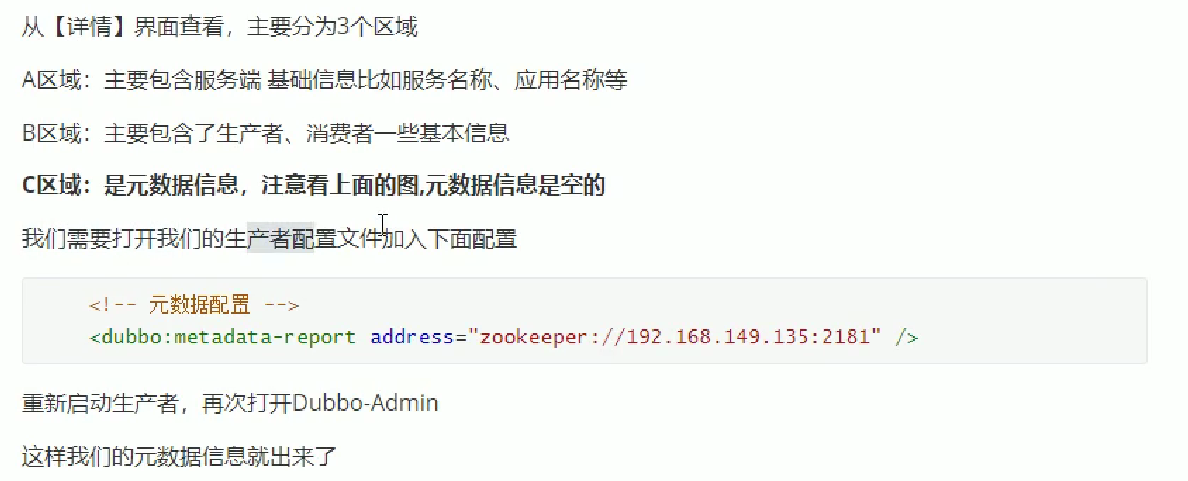 从【详情】界面查看，主要分为3个区域
A区域：主要包含服务端 基础信息比如服务名称、应用名称等
B区域：主要包含了生产者、消费者一些基本信息
C区域：是元数据信息，注意看上面的图,元数据信息是空的
我们需要打开我们的生产者配置文件加入下面配置
<!-- 元数据配置 -->
<dubbo:metadata-report address="zookeeper://192.168.149.135:2181" />
重新启动生产者，再次打开Dubbo-Admin
这样我们的元数据信息就出来了